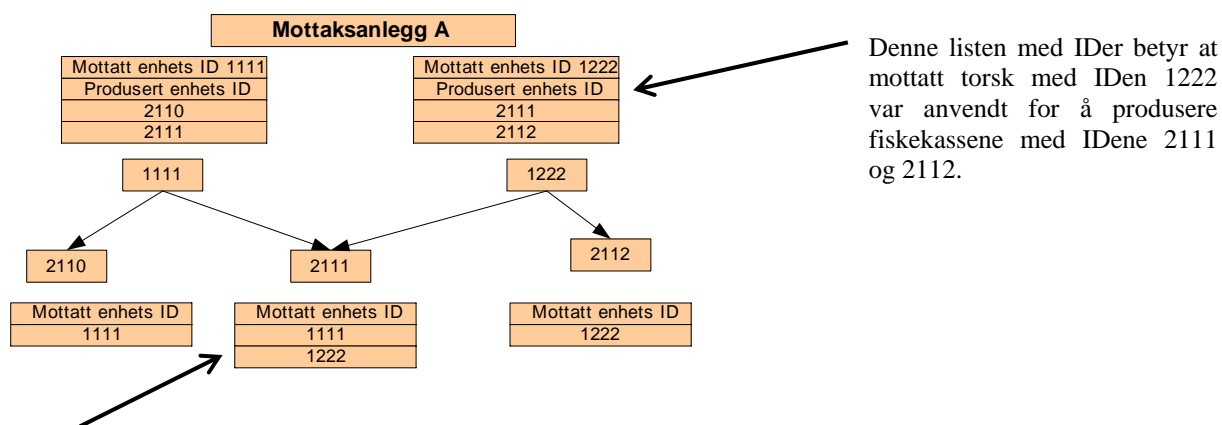 Mottaksanlegg A
Mottatt enhets ID 1111
Produsert enhets ID
2110
2111
Mottatt enhets ID 1222
Produsert enhets ID
2111
2112
Denne listen med IDer betyr at
mottatt torsk med IDen 1222
var anvendt for å produsere
fiskekassene med IDene 2111
og 2112.
1111
1222
2110
2111
2112
Mottatt enhets ID
1111
Mottatt enhets ID
1111
1222
Mottatt enhets ID
1222